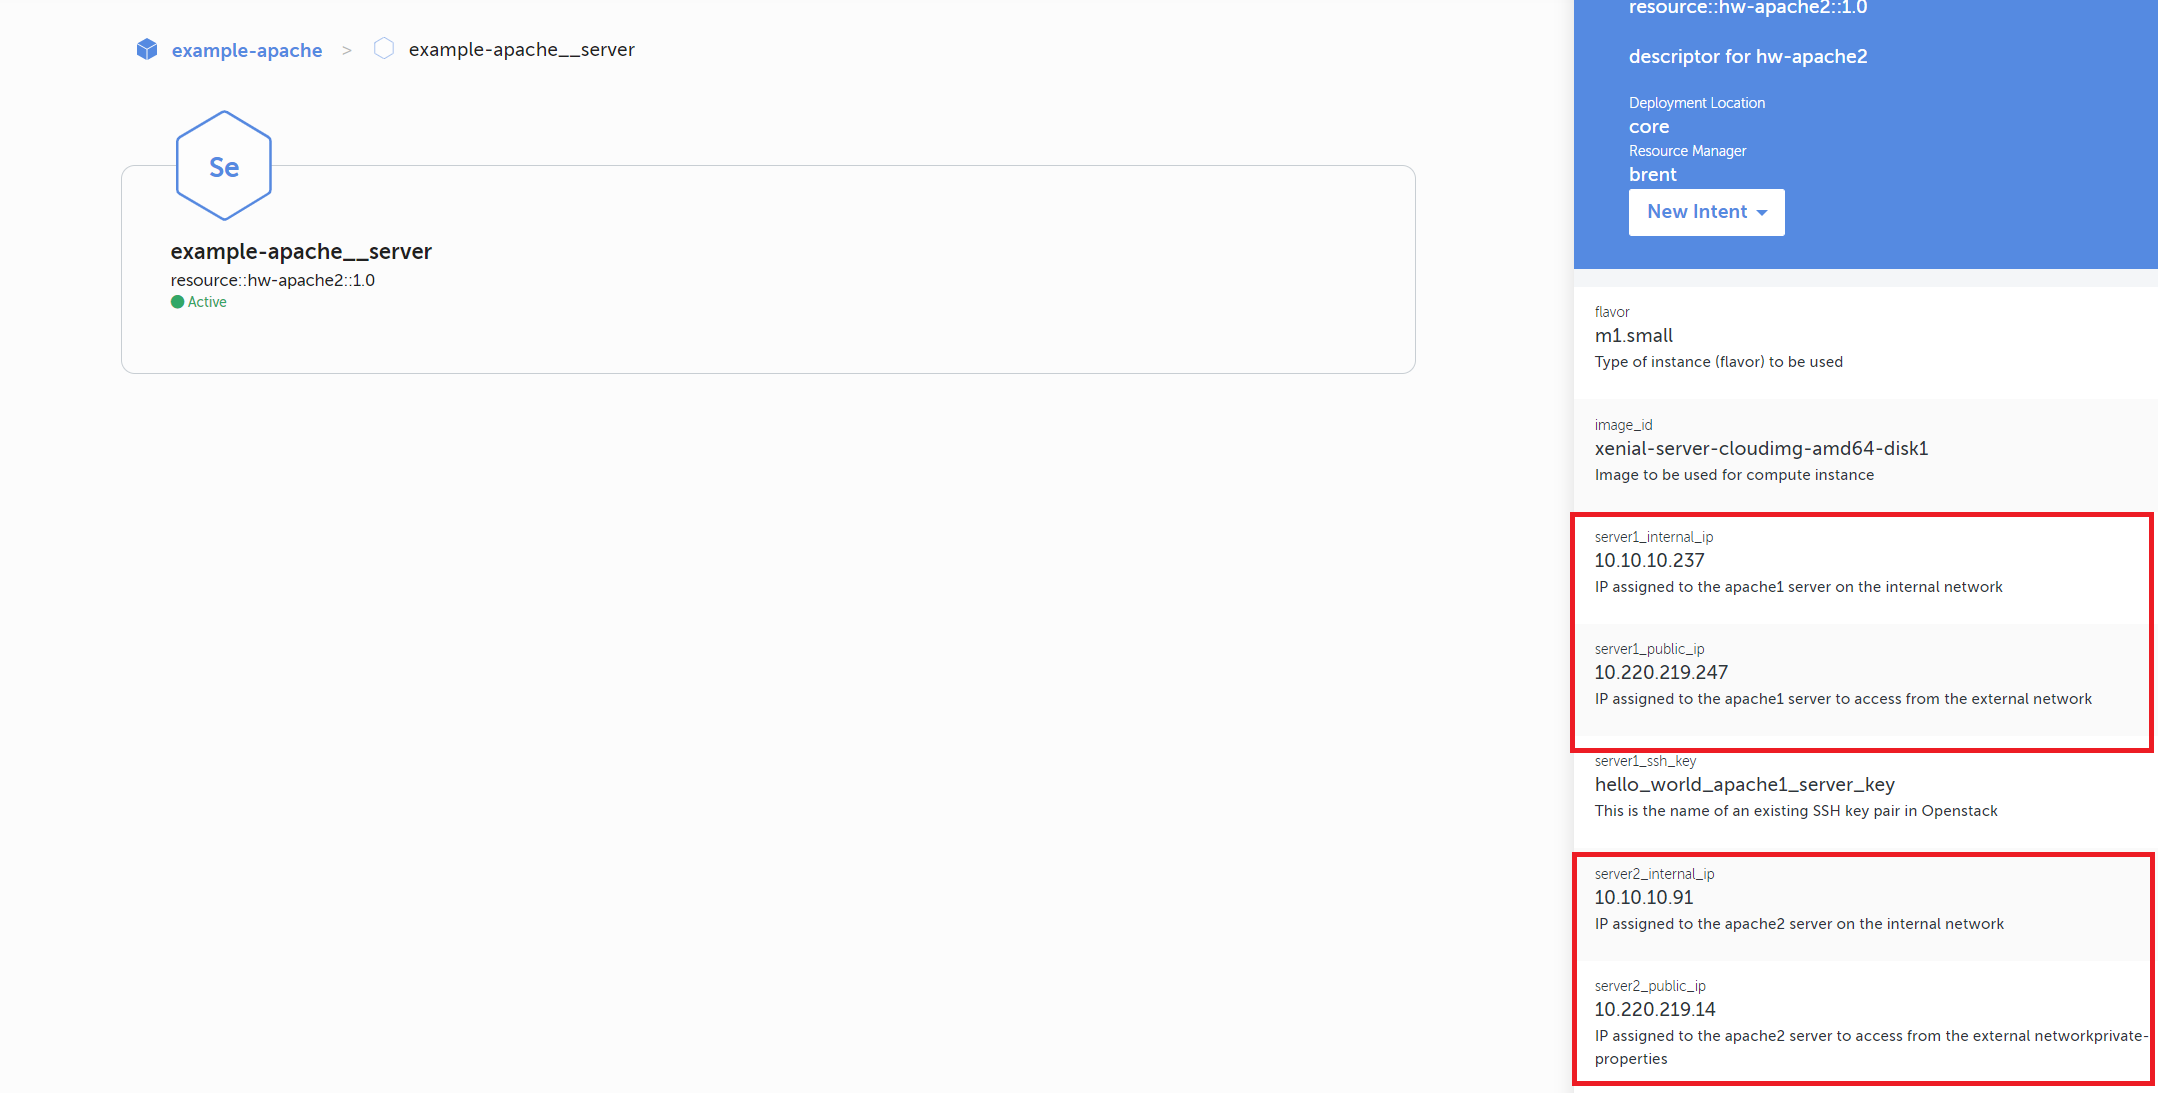 example-apache > example-apache__server
Se
example-apache__server
resource::hw-apache2::1.0
Active
resource::hw-apache2::1.0
descriptor for hw-apache2
Deployment Location
core
Resource Manager
brent
New Intent
flavor
m1.small
Type of instance (flavor) to be used
image_id
xenial-server-cloudimg-amd64-disk1
Image to be used for compute instance
server1_internal_ip
10.10.10.237
IP assigned to the apache1 server on the internal network
server1_public_ip
10.220.219.247
IP assigned to the apache1 server to access from the external network
server1_ssh_key
hello_world_apache1_server_key
This is the name of an existing SSH key pair in Openstack
server2_internal_ip
10.10.10.91
IP assigned to the apache2 server on the internal network
server2_public_ip
10.220.219.14
IP assigned to the apache2 server to access from the external networkprivate-
properties